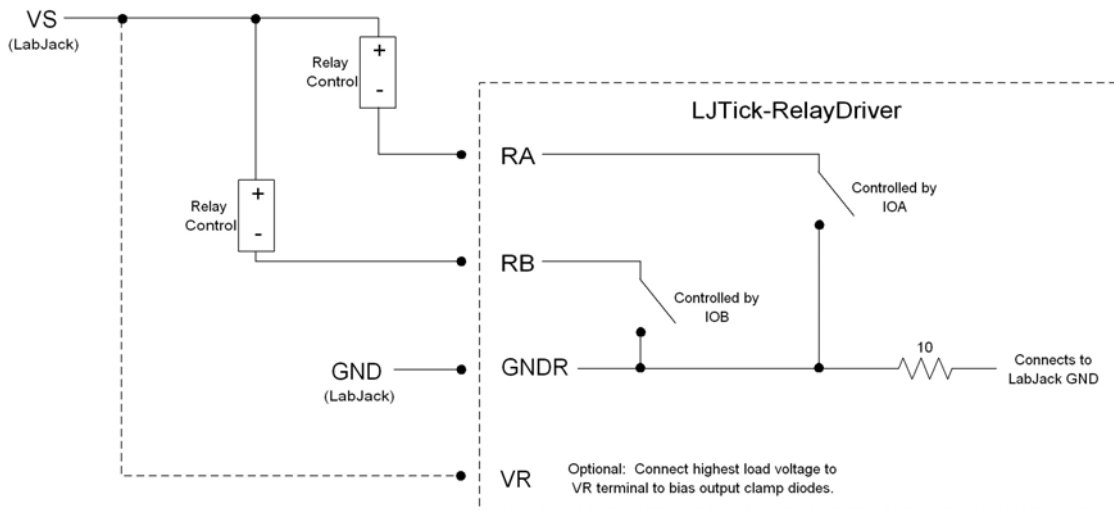 VS
(LabJack)
Relay
Control
+
-
LJTick-RelayDriver
RA
Controlled by
IOA
Relay
Control
+
-
RB
Controlled by
IOB
GND
(LabJack)
GNDR
10
Connects to
LabJack GND
VR
Optional: Connect highest load voltage to
VR terminal to bias output clamp diodes.